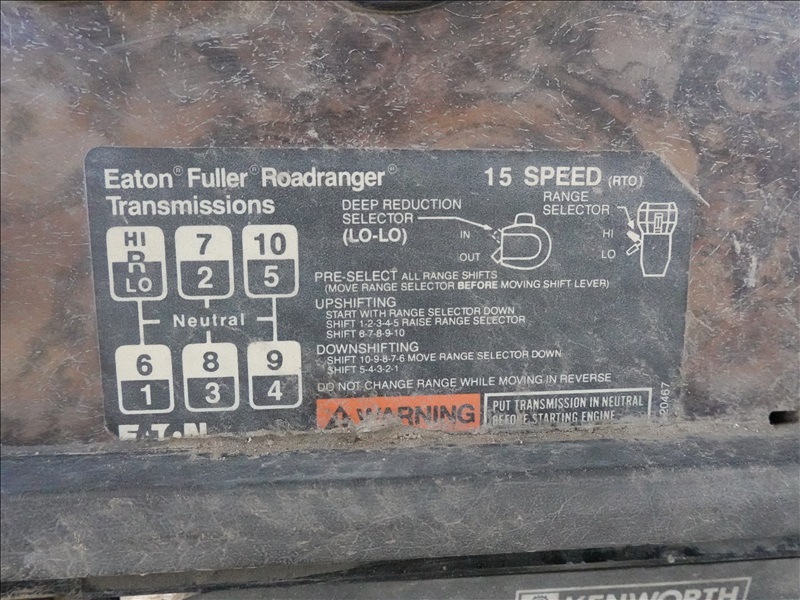 Eaton® Fuller® Roadranger®
Transmissions
15 SPEED (RTO)
DEEP REDUCTION
SELECTOR
(LO-LO)
IN
OUT
RANGE
SELECTOR
HI
LO
HI
R
LO
7
2
10
5
Neutral
6
1
8
3
9
4
PRE-SELECT ALL RANGE SHIFTS
(MOVE RANGE SELECTOR BEFORE MOVING SHIFT LEVER)
UPSHIFTING
START WITH RANGE SELECTOR DOWN
SHIFT 1-2-3-4-5 RAISE RANGE SELECTOR
SHIFT 6-7-8-9-10
DOWNSHIFTING
SHIFT 10-9-8-7-6 MOVE RANGE SELECTOR DOWN
SHIFT 5-4-3-2-1
DO NOT CHANGE RANGE WHILE MOVING IN REVERSE
WARNING
PUT TRANSMISSION IN NEUTRAL
BEFORE STARTING ENGINE
20467
E·T·N
KENWORTH